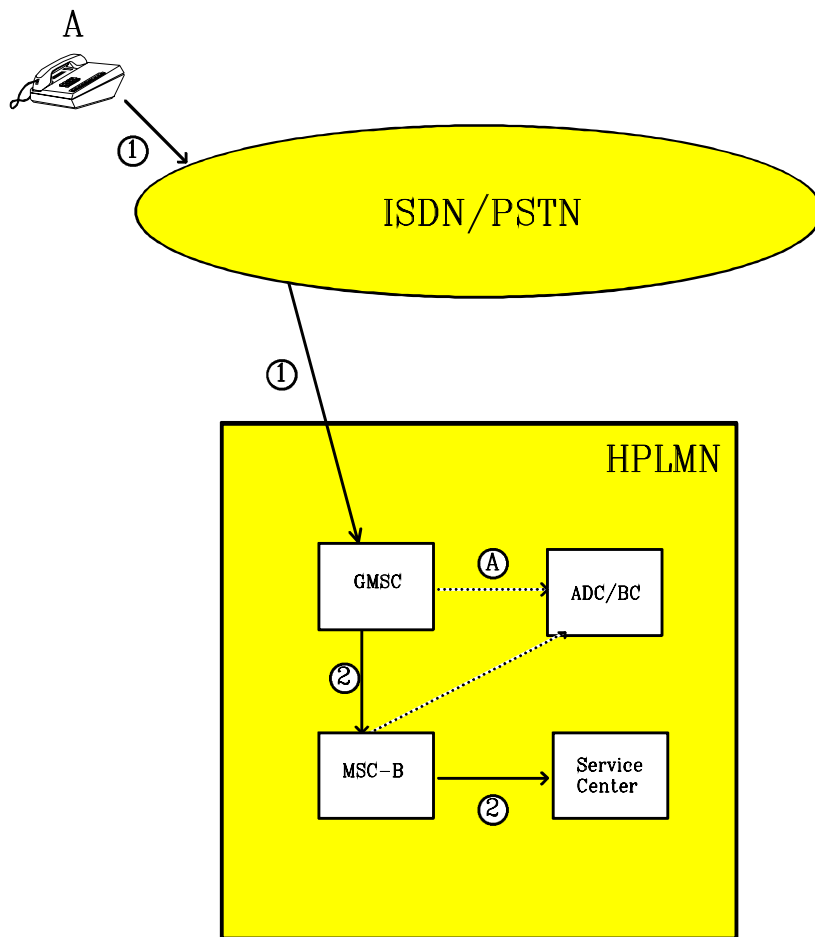 A
①
ISDN/PSTN
①
HPLMN
GMSC
Ⓐ
ADC/BC
②
MSC-B
Service
Center
②